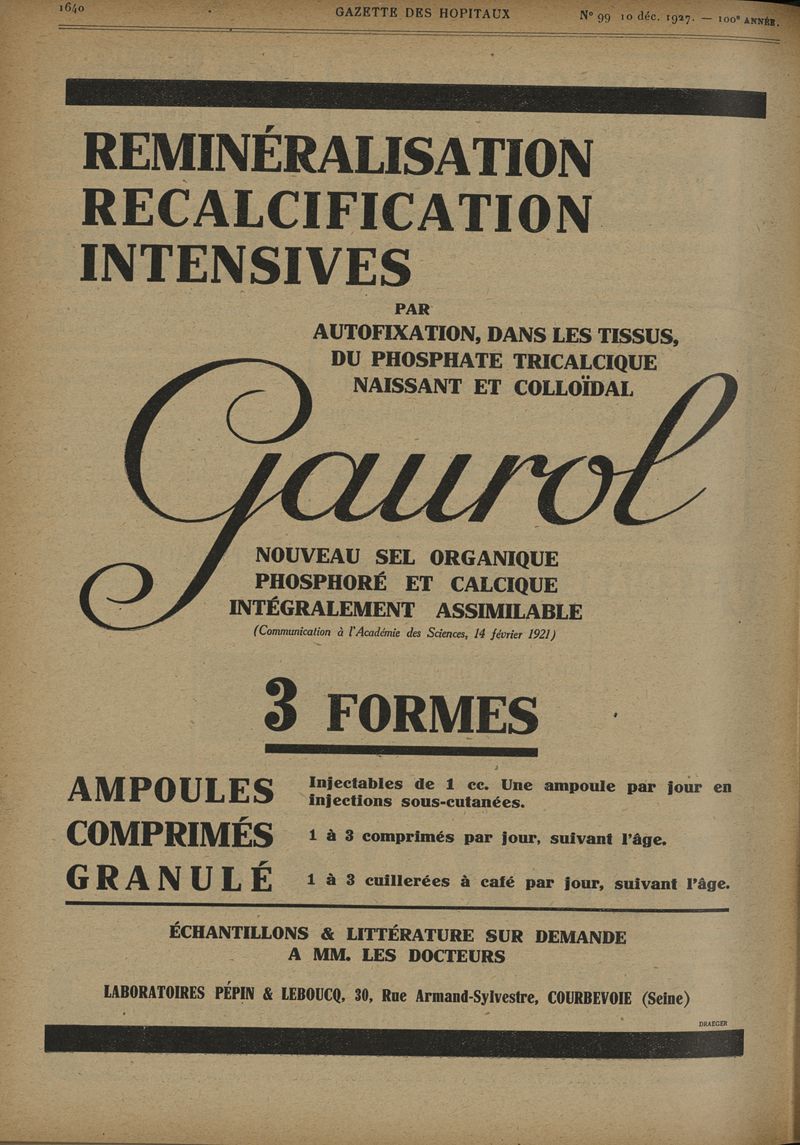 1640
GAZETTE DES HOPITAUX
N° 99 10 déc. 1927. — 100e ANNÉE.
REMINÉRALISATION
RECALCIFICATION
INTENSIVES
PAR
AUTOFIXATION, DANS LES TISSUS,
DU PHOSPHATE TRICALCIQUE
NAISSANT ET COLLOÏDAL
Gaurol
NOUVEAU SEL ORGANIQUE
PHOSPHORÉ ET CALCIQUE
INTÉGRALEMENT ASSIMILABLE
(Communication à l'Académie des Sciences, 14 février 1921)
3 FORMES
AMPOULES
Injectables de 1 cc. Une ampoule par jour en
injections sous-cutanées.
COMPRIMÉS
1 à 3 comprimés par jour, suivant l'âge.
GRANULÉ
1 à 3 cuillerées à café par jour, suivant l'âge.
ÉCHANTILLONS & LITTÉRATURE SUR DEMANDE
A MM. LES DOCTEURS
LABORATOIRES PÉPIN & LEBOUCQ, 30, Rue Armand-Sylvestre, COURBEVOIE (Seine)
DRAEGER